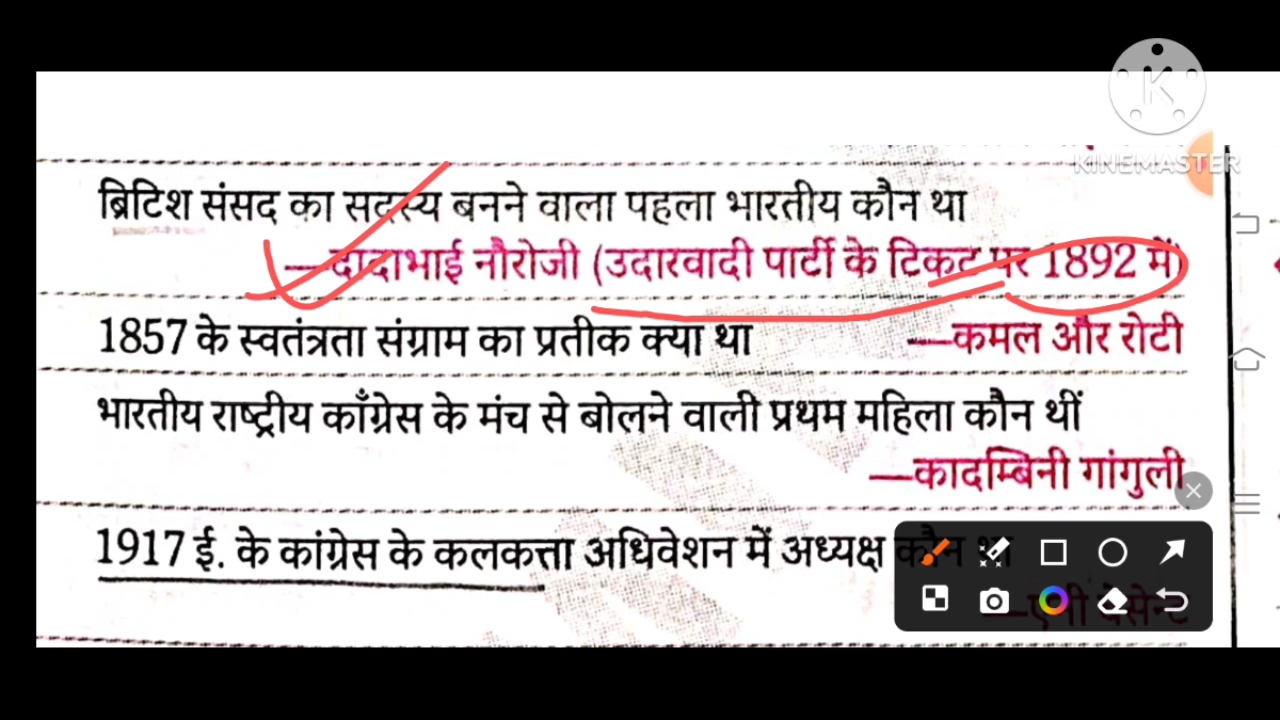 KINEMASTER
ब्रिटिश संसद का सदस्य बनने वाला पहला भारतीय कौन था
—दादाभाई नौरोजी (उदारवादी पार्टी के टिकट पर 1892 में)
1857 के स्वतंत्रता संग्राम का प्रतीक क्या था —कमल और रोटी
भारतीय राष्ट्रीय काँग्रेस के मंच से बोलने वाली प्रथम महिला कौन थीं
—कादम्बिनी गांगुली
1917 ई. के कांग्रेस के कलकत्ता अधिवेशन में अध्यक्ष कौन था
—एनी बेसेन्ट